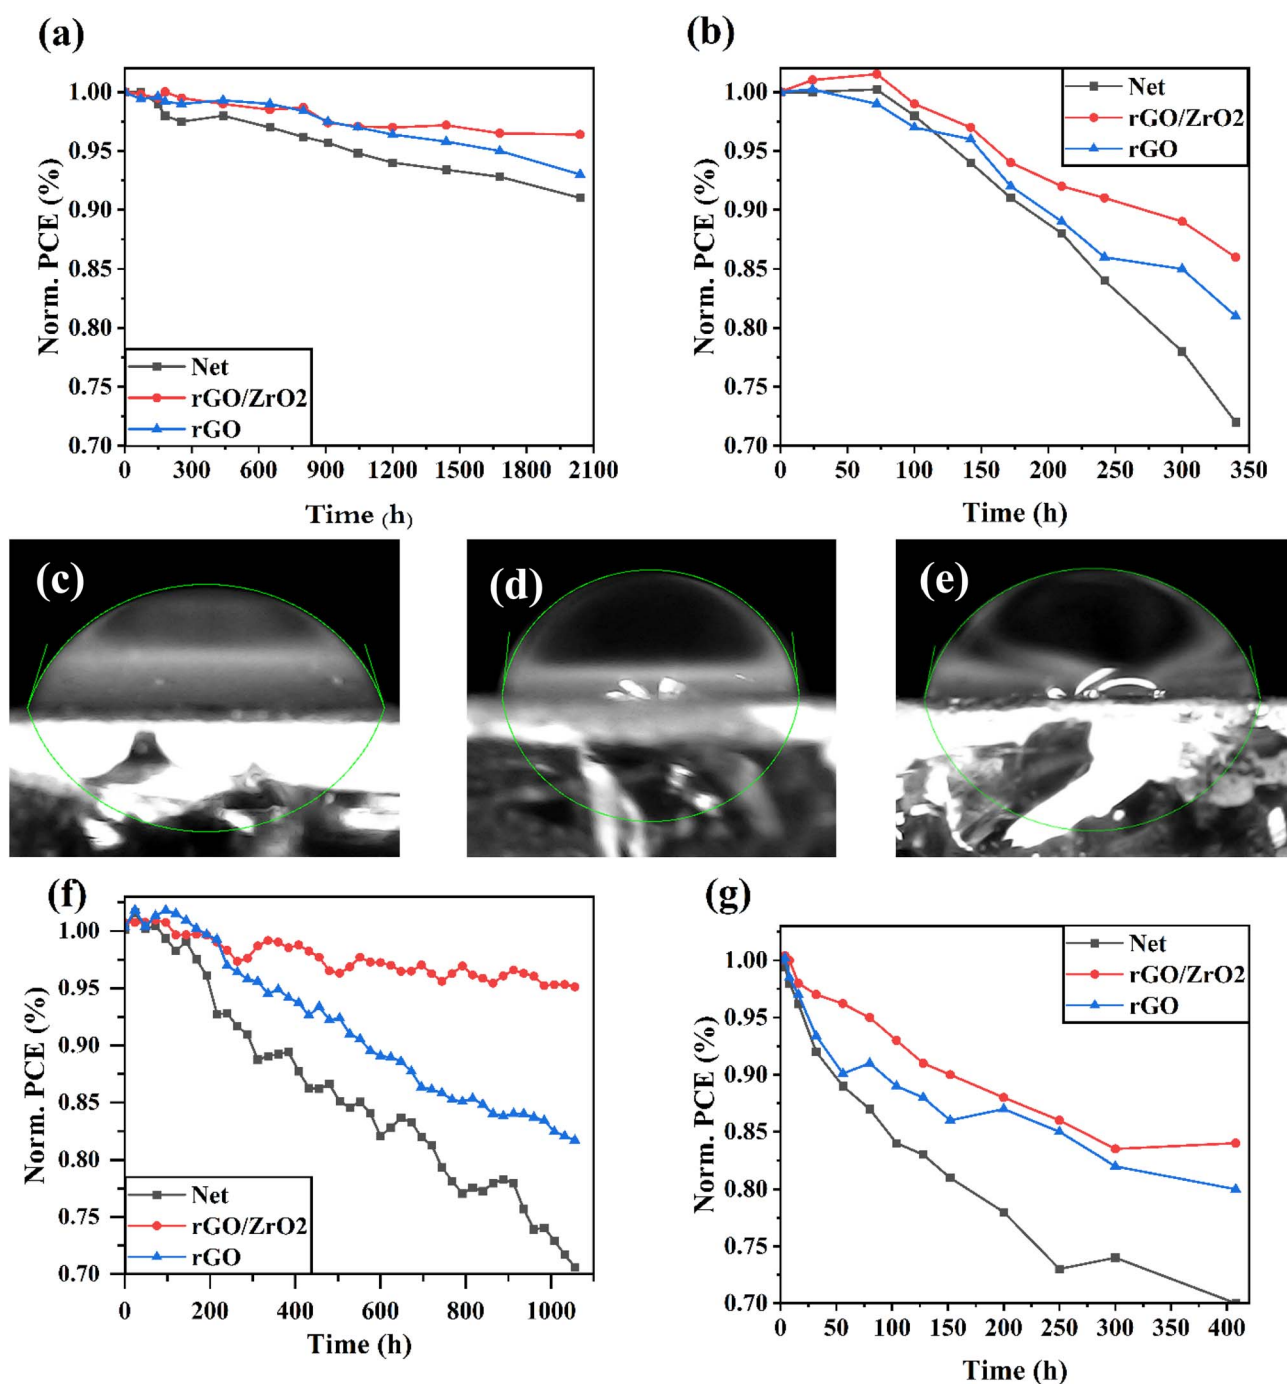 (a)
Norm. PCE (%)
1.00
0.95
0.90
0.85
0.80
0.75
0.70
Net
rGO/ZrO2
rGO
0 300 600 900 1200 1500 1800 2100
Time (h)
(b)
Norm. PCE (%)
1.00
0.95
0.90
0.85
0.80
0.75
0.70
Net
rGO/ZrO2
rGO
0 50 100 150 200 250 300 350
Time (h)
(c)
(d)
(e)
(f)
Norm. PCE (%)
1.00
0.95
0.90
0.85
0.80
0.75
0.70
Net
rGO/ZrO2
rGO
0 200 400 600 800 1000
Time (h)
(g)
Norm. PCE (%)
1.00
0.95
0.90
0.85
0.80
0.75
0.70
Net
rGO/ZrO2
rGO
0 50 100 150 200 250 300 350 400
Time (h)